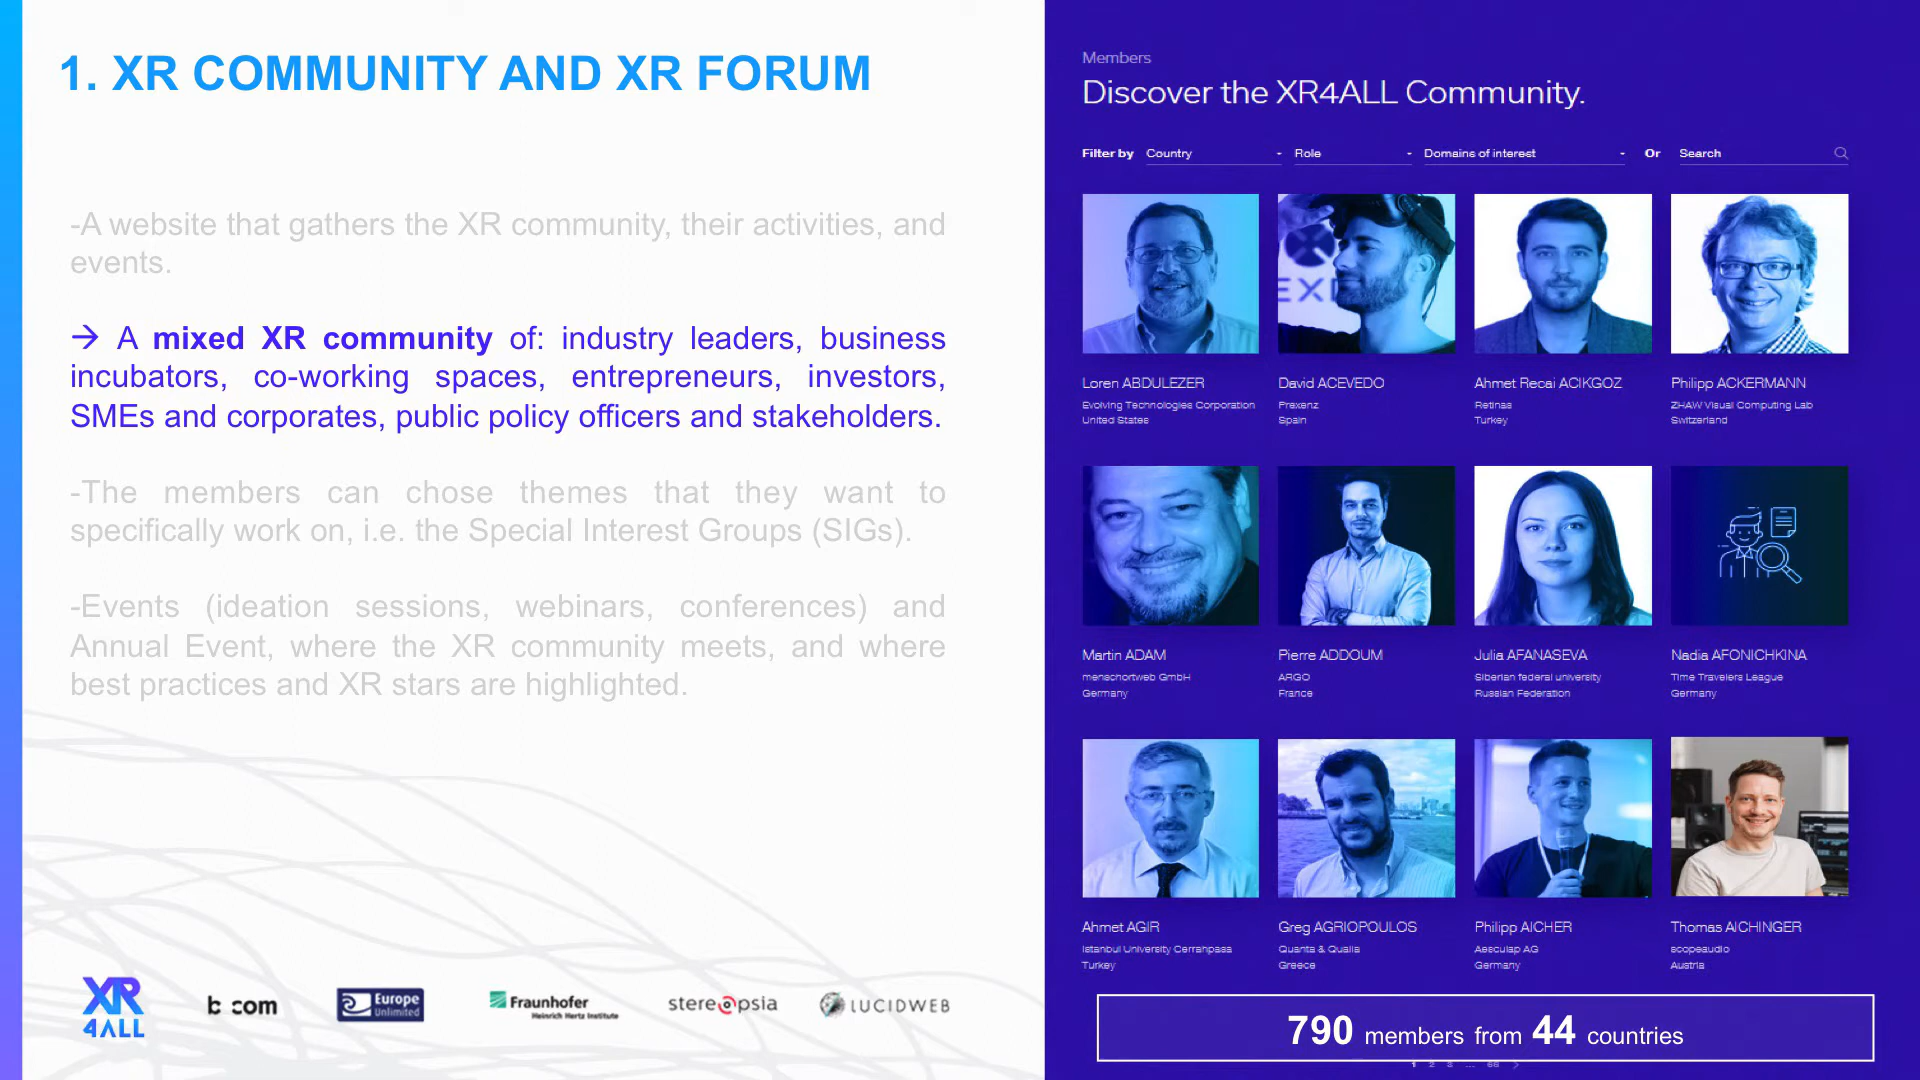 1. XR COMMUNITY AND XR FORUM
-A website that gathers the XR community, their activities, and
events.
→ A mixed XR community of: industry leaders, business
incubators, co-working spaces, entrepreneurs, investors,
SMEs and corporates, public policy officers and stakeholders.
-The members can chose themes that they want to
specifically work on, i.e. the Special Interest Groups (SIGs).
-Events (ideation sessions, webinars, conferences) and
Annual Event, where the XR community meets, and where
best practices and XR stars are highlighted.
XR
4ALL
b com
Europe
Unlimited
Fraunhofer
Heinrich Hertz Institute
stereopsia
LUCIDWEB
Members
Discover the XR4ALL Community.
Filter by Country Role Domains of interest Or Search
Loren ABDULEZER
Evolving Technologies Corporation
United States
David ACEVEDO
Prexenz
Spain
Ahmet Recai ACIKGOZ
Retinas
Turkey
Philipp ACKERMANN
ZHAW Visual Computing Lab
Switzerland
Martin ADAM
menschortweb GmbH
Germany
Pierre ADDOUM
ARGO
France
Julia AFANASEVA
Siberian federal university
Russian Federation
Nadia AFONICHKINA
Time Travelers League
Germany
Ahmet AGIR
Istanbul University Cerrahpasa
Turkey
Greg AGRIOPOULOS
Quanta & Qualia
Greece
Philipp AICHER
Aesculap AG
Germany
Thomas AICHINGER
scopeaudio
Austria
790 members from 44 countries
1 2 3 ... 66 >